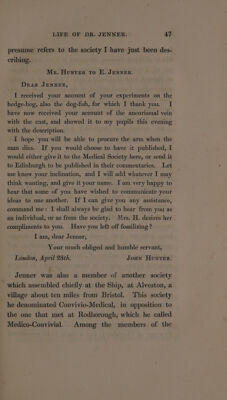 LIFE OF DR. JENNER. 47
presume refers to the society I have just been des-
cribing.
Mr. Hunter to E. Jenner.
Dear Jenner,
I received your account of your experiments on the
hedge-hog, also the dog-fish, for which I thank you. I
have now received your account of the aneurismal vein
with the cast, and shewed it to my pupils this evening
with the description.
I hope you will be able to procure the arm when the
man dies. If you would choose to have it published, I
would either give it to the Medical Society here, or send it
to Edinburgh to be published in their commentaries. Let
me know your inclination, and I will add whatever I may
think wanting, and give it your name. I am very happy to
hear that some of you have wished to communicate your
ideas to one another. If I can give you any assistance,
command me: I shall always be glad to hear from you as
an individual, or as from the society. Mrs. H. desires her
compliments to you. Have you left off fossilizing?
I am, dear Jenner,
Your much obliged and humble servant,
London, April 29th. John Hunter.
Jenner was also a member of another society
which assembled chiefly at the Ship, at Alveston, a
village about ten miles from Bristol. This society
he denominated Convivio-Medical, in opposition to
the one that met at Rodborough, which he called
Medico-Convivial. Among the members of the